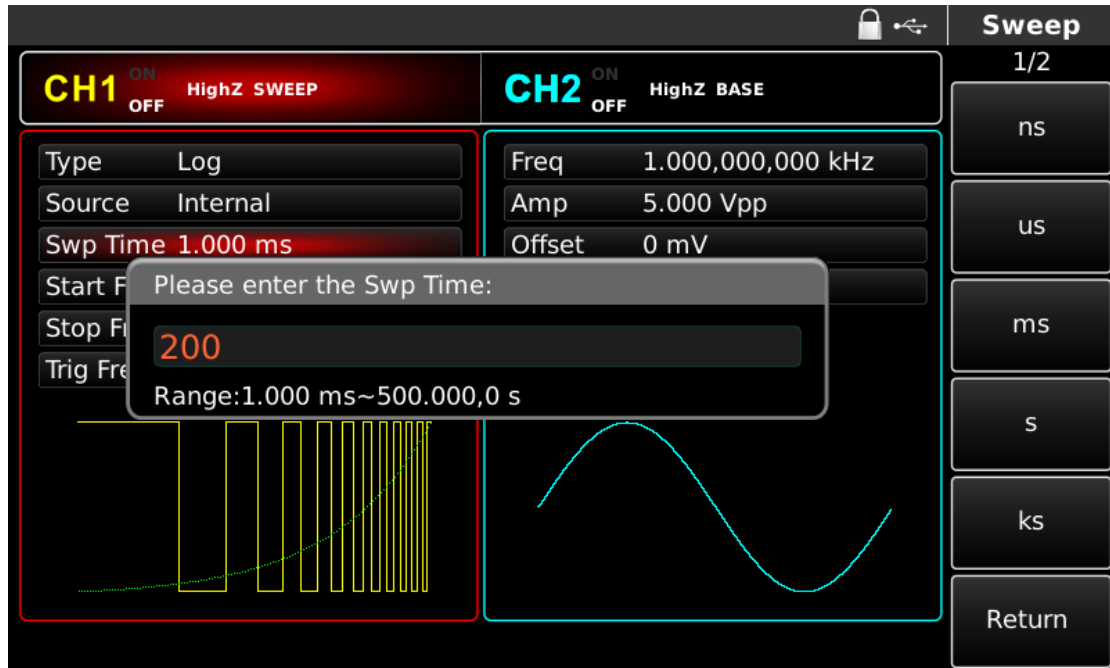 Sweep
1/2
CH1 ON OFF HighZ SWEEP
CH2 ON OFF HighZ BASE
Type Log
Source Internal
Swp Time 1.000 ms
Start F
Stop Fr
Trig Fre
Freq 1.000,000,000 kHz
Amp 5.000 Vpp
Offset 0 mV
Please enter the Swp Time:
200
Range:1.000 ms~500.000,0 s
ns
us
ms
s
ks
Return